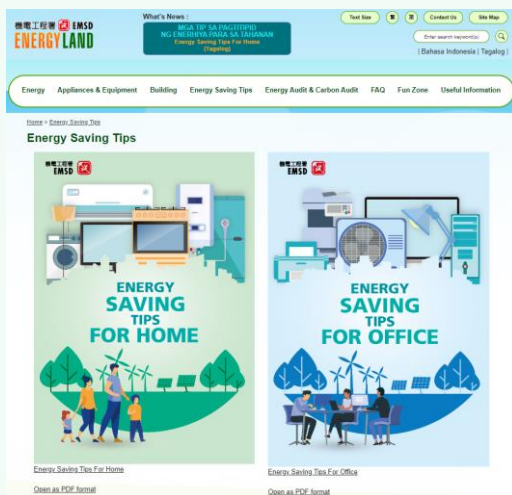 機電工程署 EMSD
ENERGYLAND
What's News :
MGA TIP SA PAGTITIPID
NG ENERHIYA PARA SA TAHANAN
Energy Saving Tips For Home
(Tagalog)
Text Size
繁
简
Contact Us
Site Map
Enter search keyword(s)
| Bahasa Indonesia | Tagalog |
Energy
Appliances & Equipment
Building
Energy Saving Tips
Energy Audit & Carbon Audit
FAQ
Fun Zone
Useful Information
Home > Energy Saving Tips
Energy Saving Tips
機電工程署
EMSD
ENERGY
SAVING
TIPS
FOR HOME
Energy Saving Tips For Home
Open as PDF format
機電工程署
EMSD
ENERGY
SAVING
TIPS
FOR OFFICE
Energy Saving Tips For Office
Open as PDF format